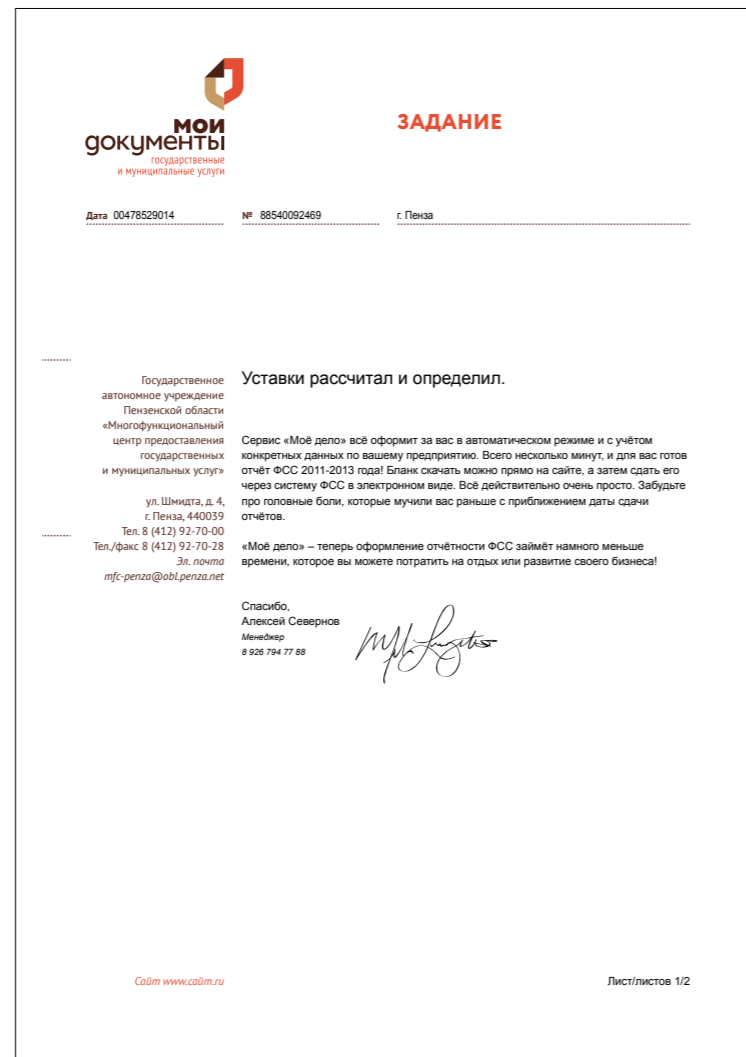 мои
документы
государственные
и муниципальные услуги
ЗАДАНИЕ
Дата 00478529014
№ 88540092469
г. Пенза
Государственное
автономное учреждение
Пензенской области
«Многофункциональный
центр предоставления
государственных
и муниципальных услуг»
ул. Шмидта, д. 4,
г. Пенза, 440039
Тел. 8 (412) 92-70-00
Тел./факс 8 (412) 92-70-28
Эл. почта
mfc-penza@obl.penza.net
Уставки рассчитал и определил.
Сервис «Моё дело» всё оформит за вас в автоматическом режиме и с учётом
конкретных данных по вашему предприятию. Всего несколько минут, и для вас готов
отчёт ФСС 2011-2013 года! Бланк скачать можно прямо на сайте, а затем сдать его
через систему ФСС в электронном виде. Всё действительно очень просто. Забудьте
про головные боли, которые мучили вас раньше с приближением даты сдачи
отчётов.
«Моё дело» – теперь оформление отчётности ФСС займёт намного меньше
времени, которое вы можете потратить на отдых или развитие своего бизнеса!
Спасибо,
Алексей Севернов
Менеджер
8 926 794 77 88
Сайт www.сайт.ru
Лист/листов 1/2